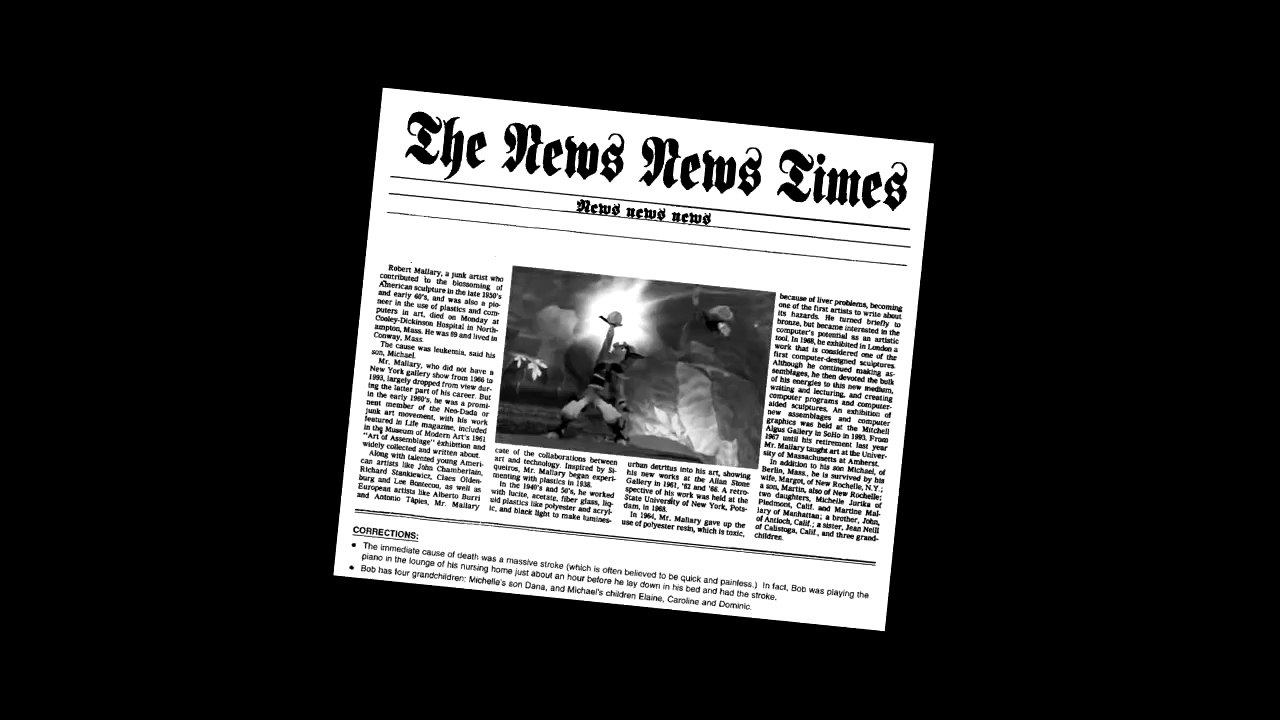 The News News Times
News news news
Robert Mallary, a junk artist who
contributed to the blossoming of
American sculpture in the late 1950's
and early 60's, and was also a pio-
neer in the use of plastics and com-
puters in art, died on Monday at
Cooley-Dickinson Hospital in North-
ampton, Mass. He was 69 and lived in
Conway, Mass.
The cause was leukemia, said his
son, Michael.
Mr. Mallary, who did not have a
New York gallery show from 1966 to
1993, largely dropped from view dur-
ing the latter part of his career. But
in the early 1960's, he was a promi-
nent member of the Neo-Dada or
junk art movement, with his work
featured in Life magazine, included
in the Museum of Modern Art's 1961
"Art of Assemblage" exhibition and
widely collected and written about.
Along with talented young Ameri-
can artists like John Chamberlain,
Richard Stankiewicz, Claes Olden-
burg and Lee Bontecou, as well as
European artists like Alberto Burri
and Antonio Tàpies, Mr. Mallary
cate of the collaborations between
art and technology. Inspired by Si-
queiros, Mr. Mallary began experi-
menting with plastics in 1938.
In the 1940's and 50's, he worked
with lucite, acetate, fiber glass, liq-
uid plastics like polyester and acryl-
ic, and black light to make lumines-
urban detritus into his art, showing
his new works at the Allan Stone
Gallery in 1961, '62 and '66. A retro-
spective of his work was held at the
State University of New York, Pots-
dam, in 1968.
In 1964, Mr. Mallary gave up the
use of polyester resin, which is toxic,
because of liver problems, becoming
one of the first artists to write about
its hazards. He turned briefly to
bronze, but became interested in the
computer's potential as an artistic
tool. In 1968, he exhibited in London a
work that is considered one of the
first computer-designed sculptures.
Although he continued making as-
semblages, he then devoted the bulk
of his energies to this new medium,
writing and lecturing, and creating
computer programs and computer-
aided sculptures. An exhibition of
new assemblages and computer
graphics was held at the Mitchell
Algus Gallery in SoHo in 1993. From
1967 until his retirement last year
Mr. Mallary taught art at the Univer-
sity of Massachusetts at Amherst.
In addition to his son Michael, of
Berlin, Mass., he is survived by his
wife, Margot, of New Rochelle, N.Y.;
a son, Martin, also of New Rochelle;
two daughters, Michelle Jurika of
Piedmont, Calif. and Martine Mal-
lary of Manhattan; a brother, John,
of Antioch, Calif.; a sister, Jean Neill
of Calistoga, Calif., and three grand-
children.
CORRECTIONS:
• The immediate cause of death was a massive stroke (which is often believed to be quick and painless.) In fact, Bob was playing the
piano in the lounge of his nursing home just about an hour before he lay down in his bed and had the stroke.
• Bob has four grandchildren: Michelle's son Dana, and Michael's children Elaine, Caroline and Dominic.